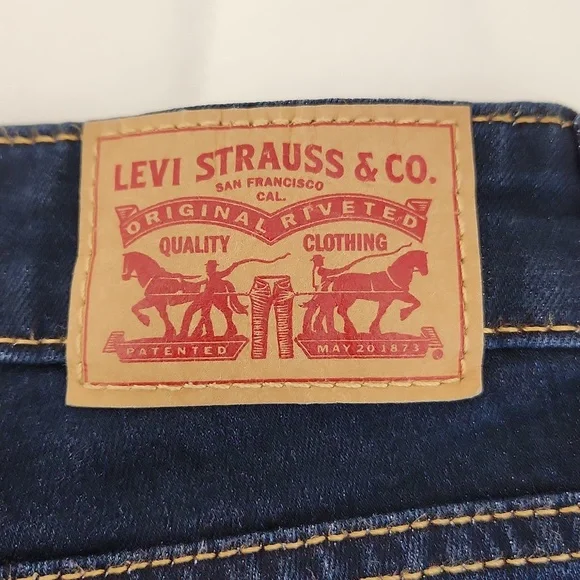 LEVI STRAUSS & CO.
SAN FRANCISCO
CAL.
ORIGINAL RIVETED
QUALITY CLOTHING
PATENTED MAY 20 1873